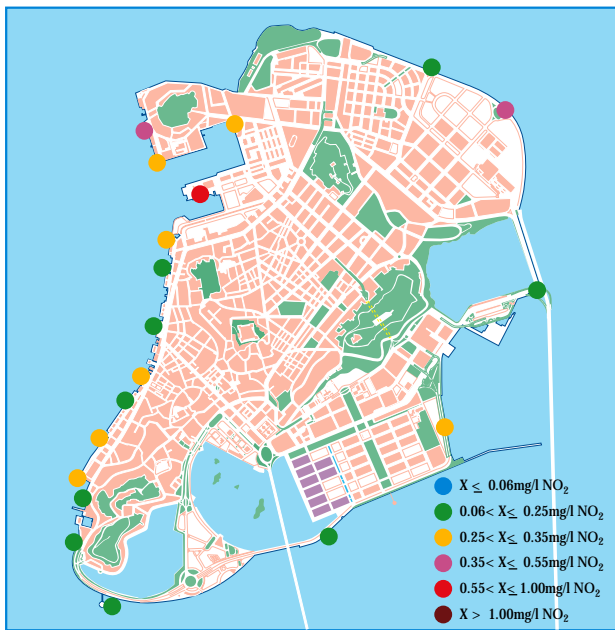 X ≤ 0.06mg/l NO₂
0.06< X≤ 0.25mg/l NO₂
0.25< X≤ 0.35mg/l NO₂
0.35< X≤ 0.55mg/l NO₂
0.55< X≤ 1.00mg/l NO₂
X > 1.00mg/l NO₂